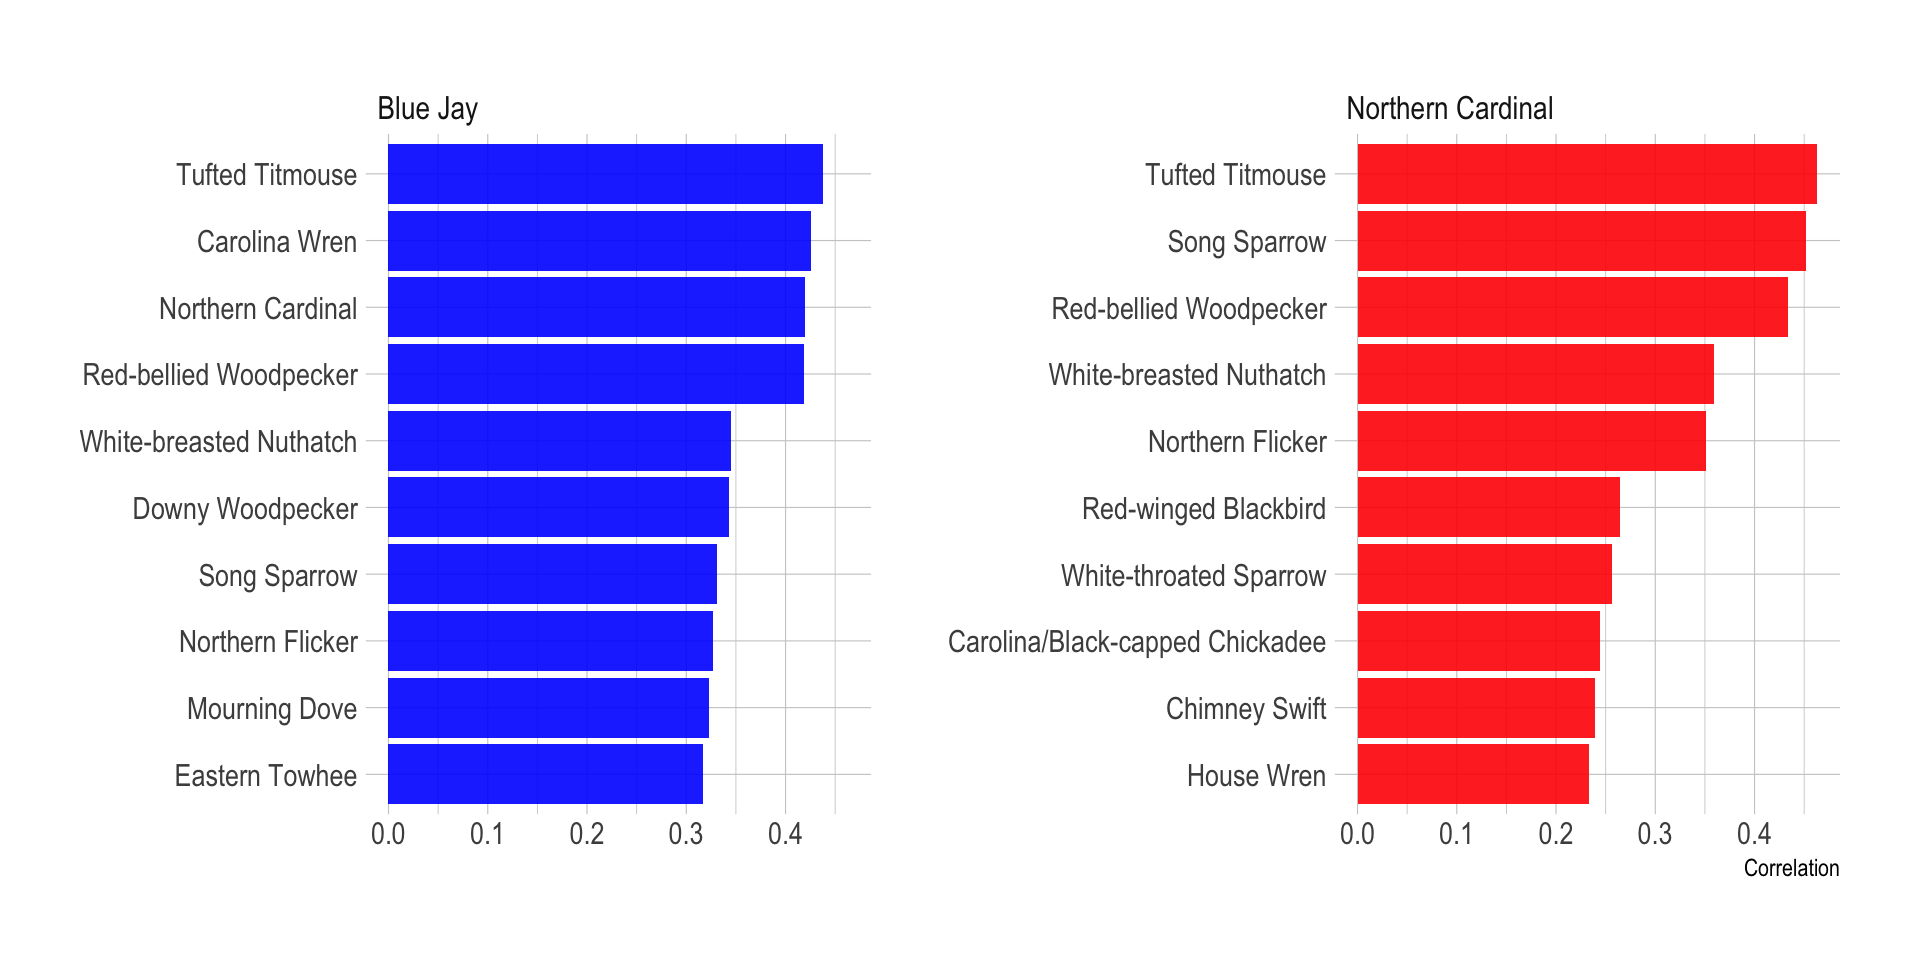 Blue Jay
Tufted Titmouse
Carolina Wren
Northern Cardinal
Red-bellied Woodpecker
White-breasted Nuthatch
Downy Woodpecker
Song Sparrow
Northern Flicker
Mourning Dove
Eastern Towhee
0.0 0.1 0.2 0.3 0.4
Northern Cardinal
Tufted Titmouse
Song Sparrow
Red-bellied Woodpecker
White-breasted Nuthatch
Northern Flicker
Red-winged Blackbird
White-throated Sparrow
Carolina/Black-capped Chickadee
Chimney Swift
House Wren
0.0 0.1 0.2 0.3 0.4
Correlation